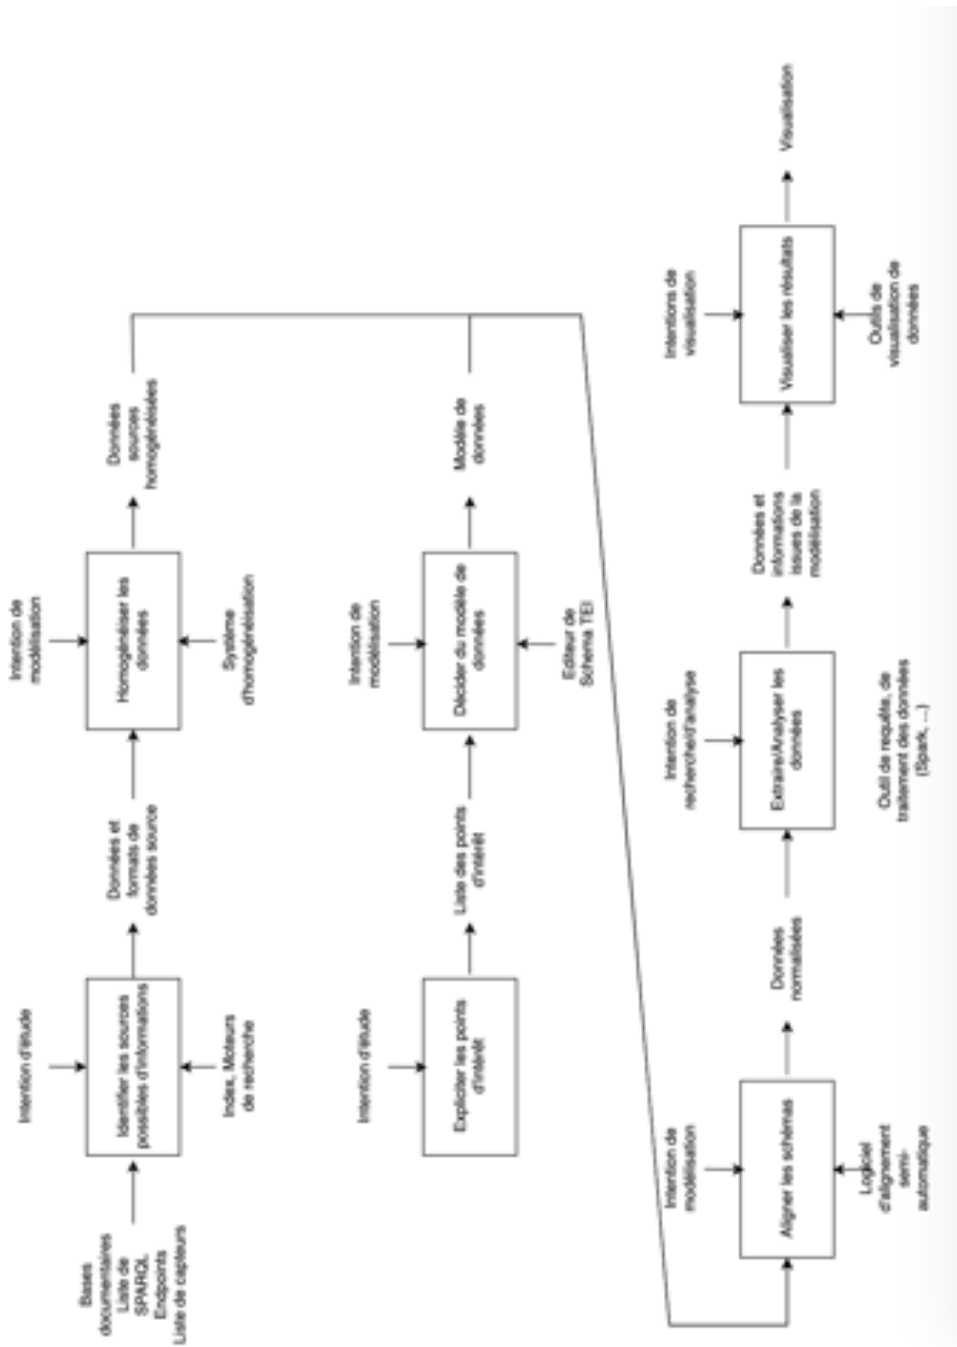 Bases
documentaires
Liste de
SPARQL
Endpoints
Liste de capteurs
Intention d'étude
Identifier les sources
possibles d'informations
Index, Moteurs
de recherche
Données et
formats de
données source
Intention de
modélisation
Homogénéiser les
données
Système
d'homogénéisation
Données
sources
homogénéisées
Intention d'étude
Expliciter les points
d'intérêt
Liste des points
d'intérêt
Intention de
modélisation
Décider du modèle de
données
Editeur de
Schema TEI
Modèle de
données
Intention de
modélisation
Aligner les schémas
Logiciel
d'alignement
semi-
automatique
Données
normalisées
Intention de
recherche/d'analyse
Extraire/Analyser les
données
Outil de requête, de
traitement des données
(Spark, ...)
Données et
informations
issues de la
modélisation
Intentions de
visualisation
Visualiser les résultats
Outils de
visualisation de
données
Visualisation